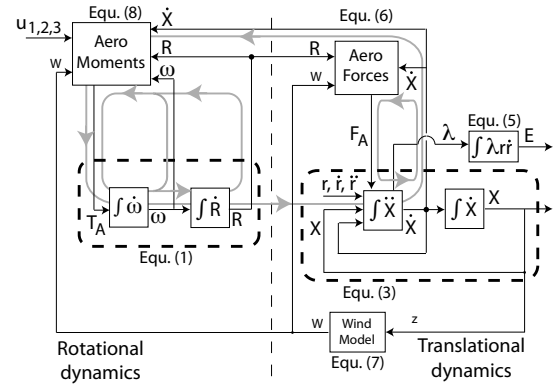 Equ. (8)
Ẋ
Equ. (6)
u1,2,3
Aero
Moments
R
R
Aero
Forces
w
ω
w
Ẋ
Equ. (5)
FA
λ
∫ λrṙ
E
r, ṙ, r̈
∫ ω̇
ω
∫ Ṙ
R
TA
X
∫ Ẍ
Ẋ
∫ Ẋ
X
Equ. (1)
Equ. (3)
w
Wind
Model
z
Equ. (7)
Rotational
dynamics
Translational
dynamics